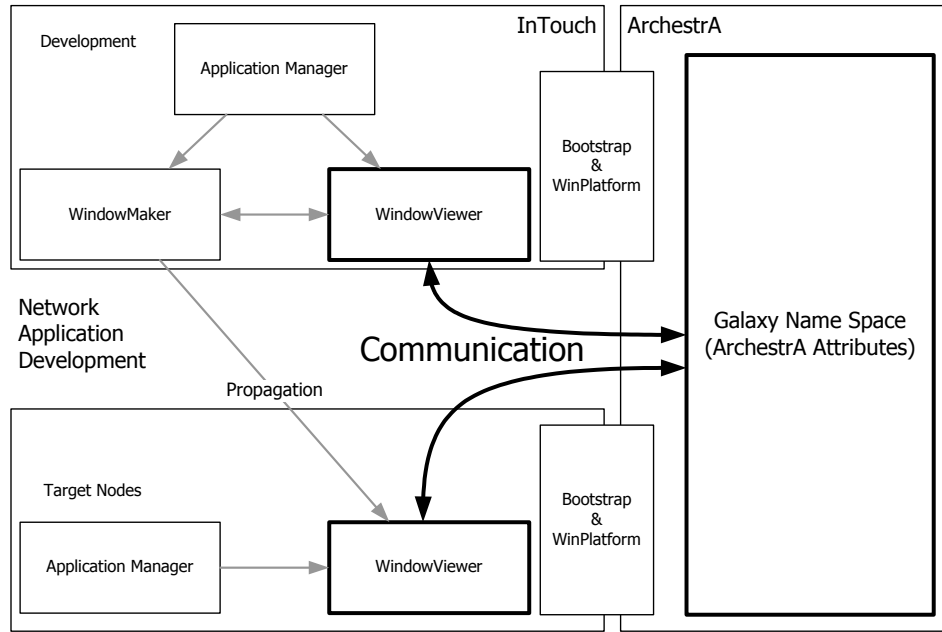 InTouch
ArchestrA
Development
Application Manager
Bootstrap
&
WinPlatform
WindowMaker
WindowViewer
Network
Application
Development
Communication
Galaxy Name Space
(ArchestrA Attributes)
Propagation
Target Nodes
Bootstrap
&
WinPlatform
Application Manager
WindowViewer